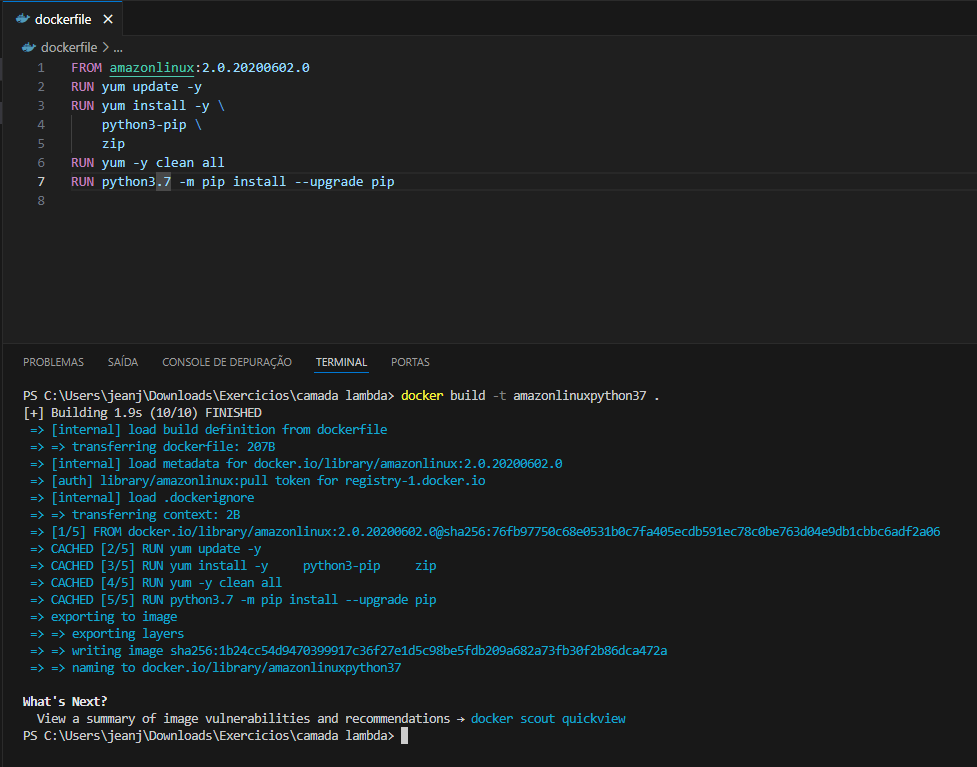 dockerfile ×
dockerfile > ...
1 FROM amazonlinux:2.0.20200602.0
2 RUN yum update -y
3 RUN yum install -y \
4 python3-pip \
5 zip
6 RUN yum -y clean all
7 RUN python3.7 -m pip install --upgrade pip
8
PROBLEMAS SAÍDA CONSOLE DE DEPURAÇÃO TERMINAL PORTAS
PS C:\Users\jeanj\Downloads\Exercicios\camada lambda> docker build -t amazonlinuxpython37 .
[+] Building 1.9s (10/10) FINISHED
=> [internal] load build definition from dockerfile
=> => transferring dockerfile: 207B
=> [internal] load metadata for docker.io/library/amazonlinux:2.0.20200602.0
=> [auth] library/amazonlinux:pull token for registry-1.docker.io
=> [internal] load .dockerignore
=> => transferring context: 2B
=> [1/5] FROM docker.io/library/amazonlinux:2.0.20200602.0@sha256:76fb97750c68e0531b0c7fa405ecdb591ec78c0be763d04e9db1cbbc6adf2a06
=> CACHED [2/5] RUN yum update -y
=> CACHED [3/5] RUN yum install -y     python3-pip     zip
=> CACHED [4/5] RUN yum -y clean all
=> CACHED [5/5] RUN python3.7 -m pip install --upgrade pip
=> exporting to image
=> => exporting layers
=> => writing image sha256:1b24cc54d9470399917c36f27e1d5c98be5fdb209a682a73fb30f2b86dca472a
=> => naming to docker.io/library/amazonlinuxpython37
What's Next?
View a summary of image vulnerabilities and recommendations → docker scout quickview
PS C:\Users\jeanj\Downloads\Exercicios\camada lambda>